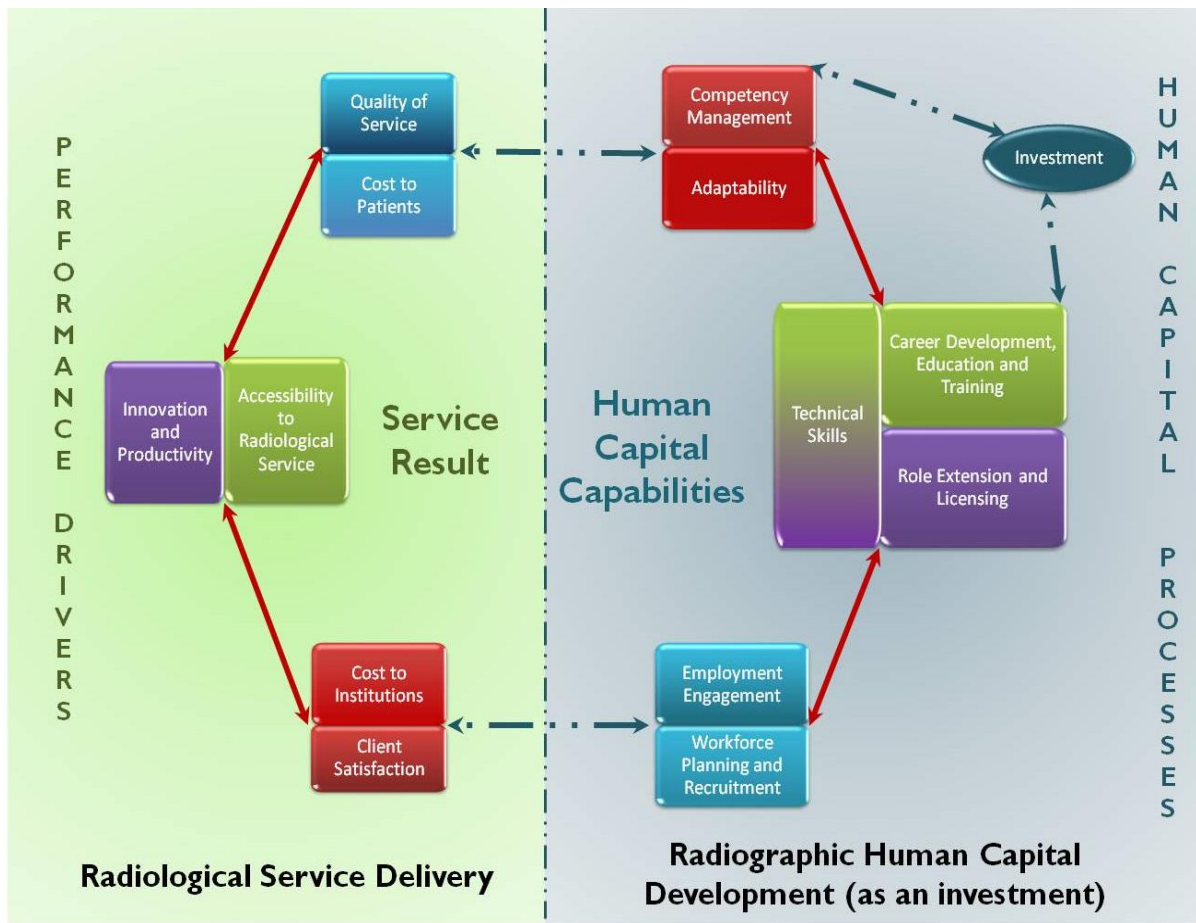 PERFORMANCE DRIVERS
Quality of
Service
Cost to
Patients
Innovation
and
Productivity
Accessibility
to
Radiological
Service
Service
Result
Cost to
Institutions
Client
Satisfaction
Radiological Service Delivery
Competency
Management
Adaptability
Investment
Human
Capital
Capabilities
Technical
Skills
Career Development,
Education and
Training
Role Extension and
Licensing
Employment
Engagement
Workforce
Planning and
Recruitment
HUMAN CAPITAL PROCESSES
Radiographic Human Capital
Development (as an investment)